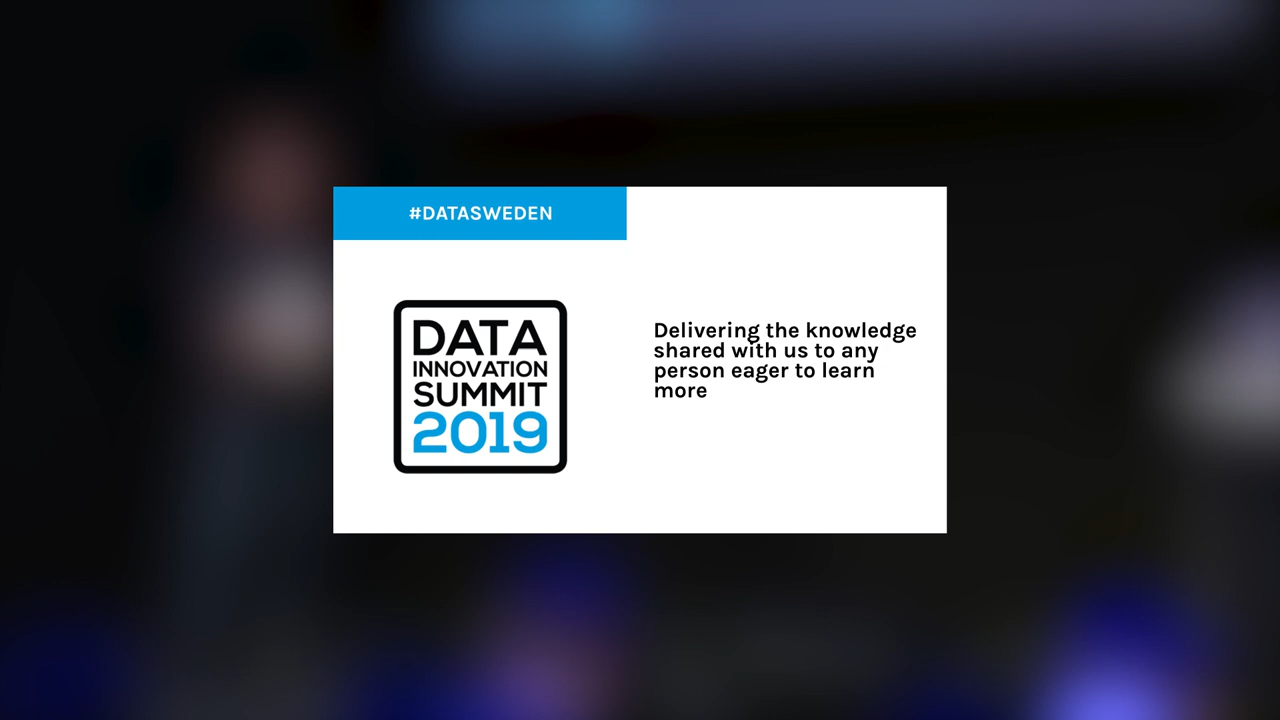 #DATASWEDEN
DATA
INNOVATION
SUMMIT
2019
Delivering the knowledge
shared with us to any
person eager to learn
more